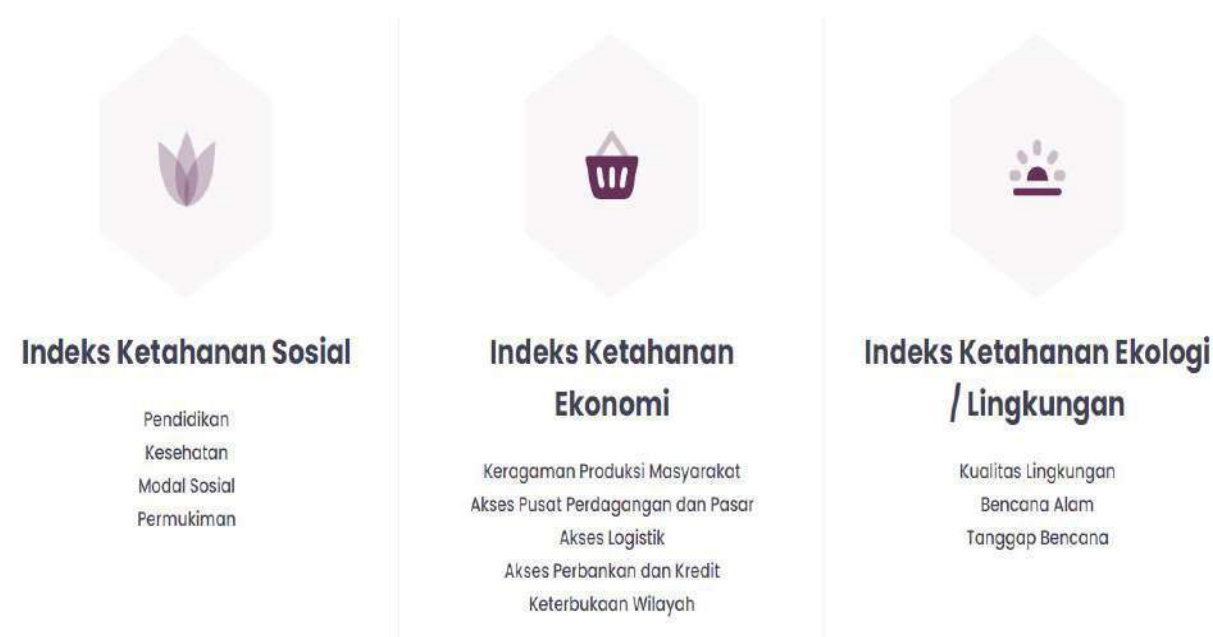 Indeks Ketahanan Sosial
Pendidikan
Kesehatan
Modal Sosial
Permukiman
Indeks Ketahanan
Ekonomi
Keragaman Produksi Masyarakat
Akses Pusat Perdagangan dan Pasar
Akses Logistik
Akses Perbankan dan Kredit
Keterbukaan Wilayah
Indeks Ketahanan Ekologi
/ Lingkungan
Kualitas Lingkungan
Bencana Alam
Tanggap Bencana